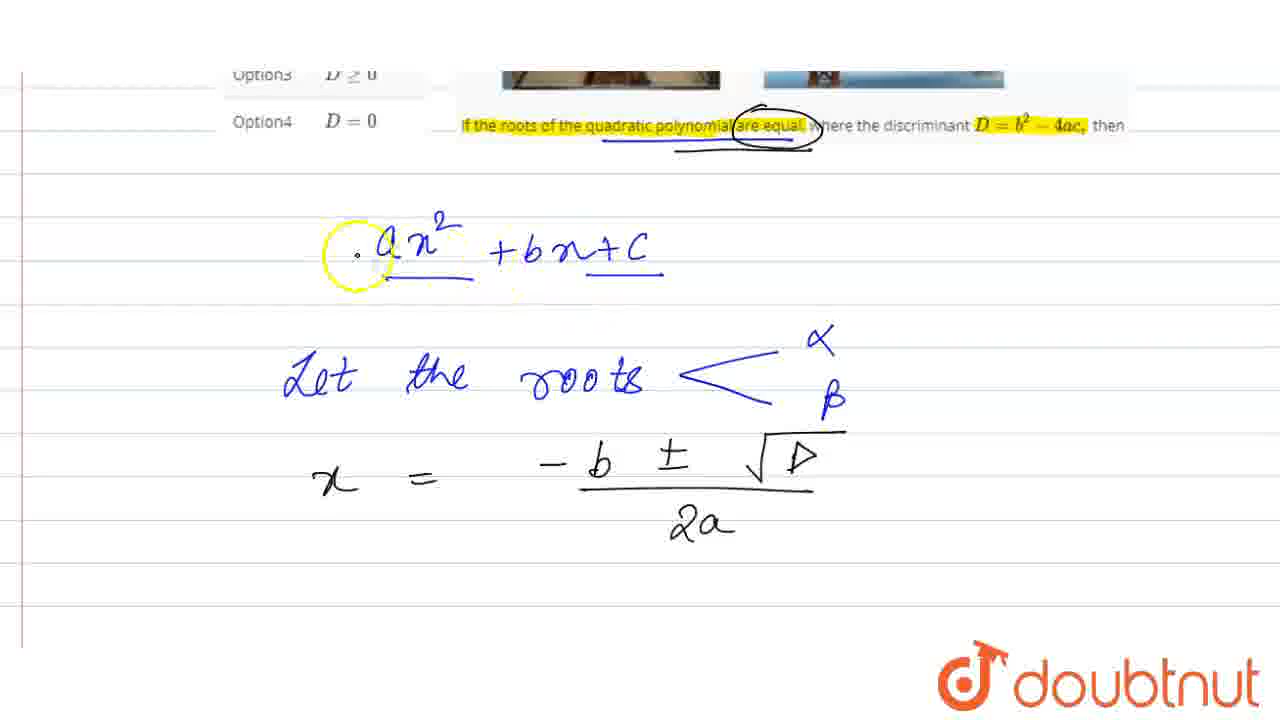 Option3 D ≥ 0
Option4 D = 0
If the roots of the quadratic polynomial are equal, where the discriminant D = b² − 4ac, then
ax² + bx + c
Let the roots < α
β
x = − b ± √D / 2a
doubtnut